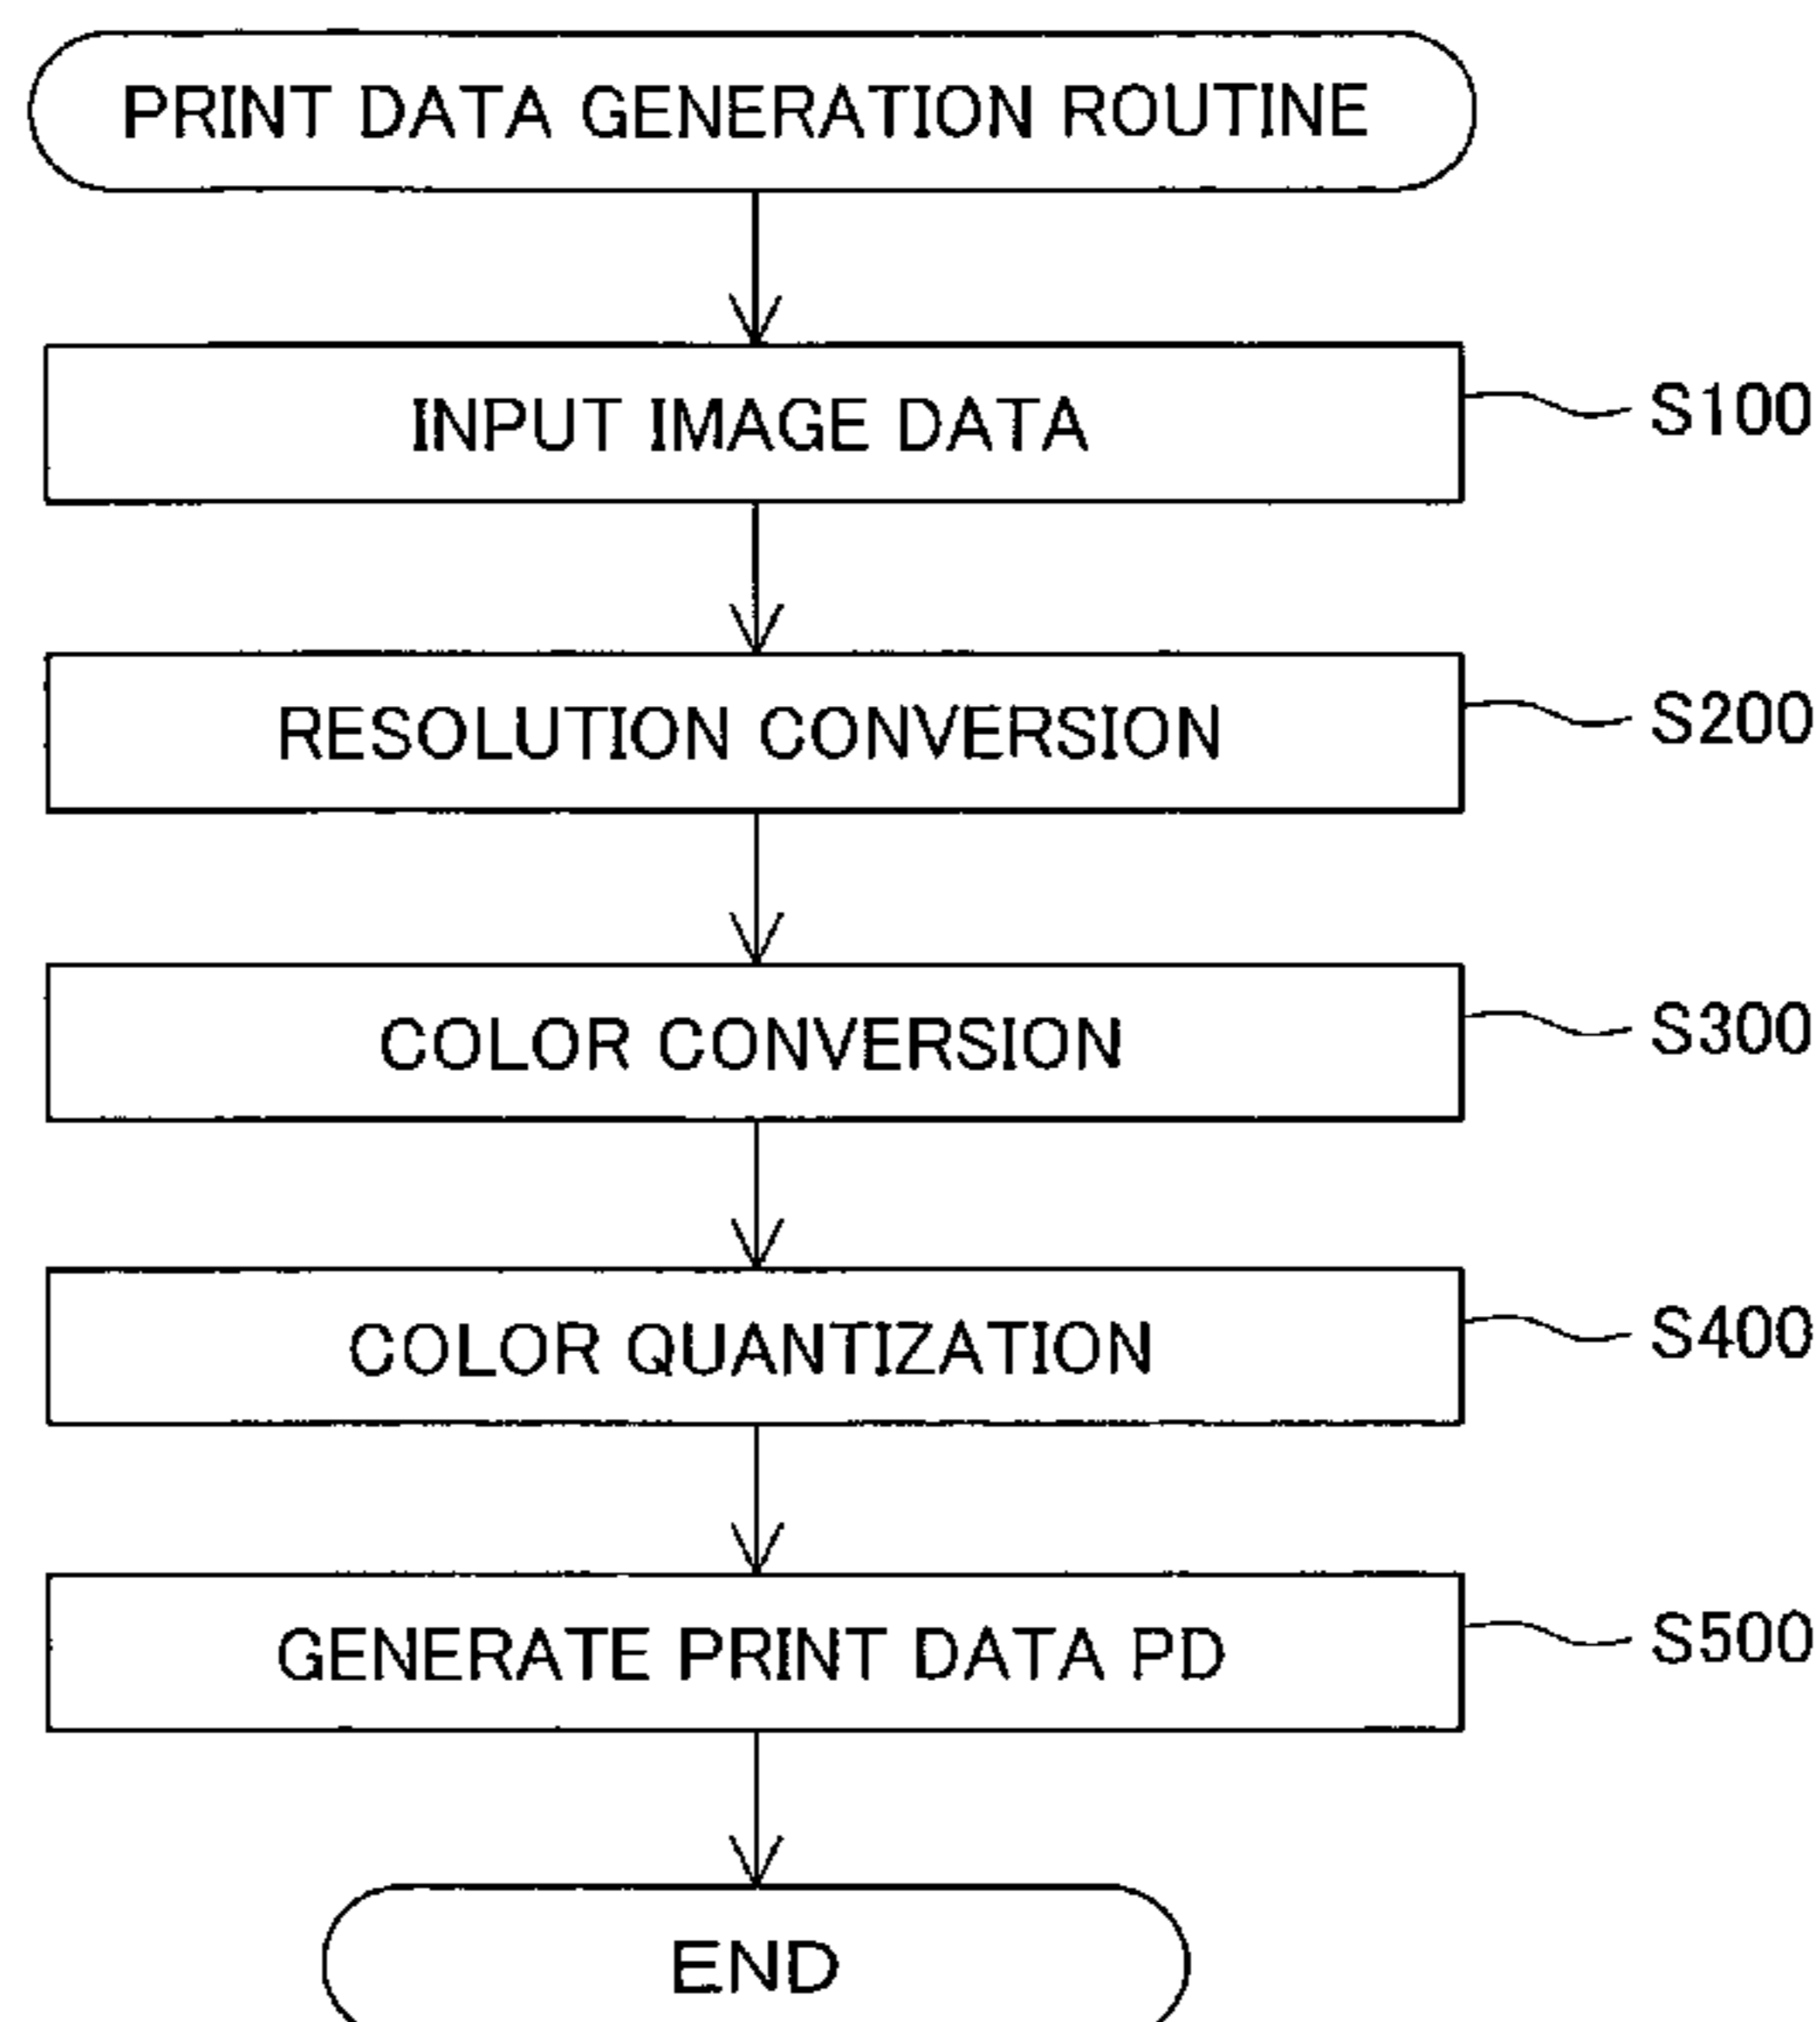 PRINT DATA GENERATION ROUTINE
INPUT IMAGE DATA
S100
RESOLUTION CONVERSION
S200
COLOR CONVERSION
S300
COLOR QUANTIZATION
S400
GENERATE PRINT DATA PD
S500
END